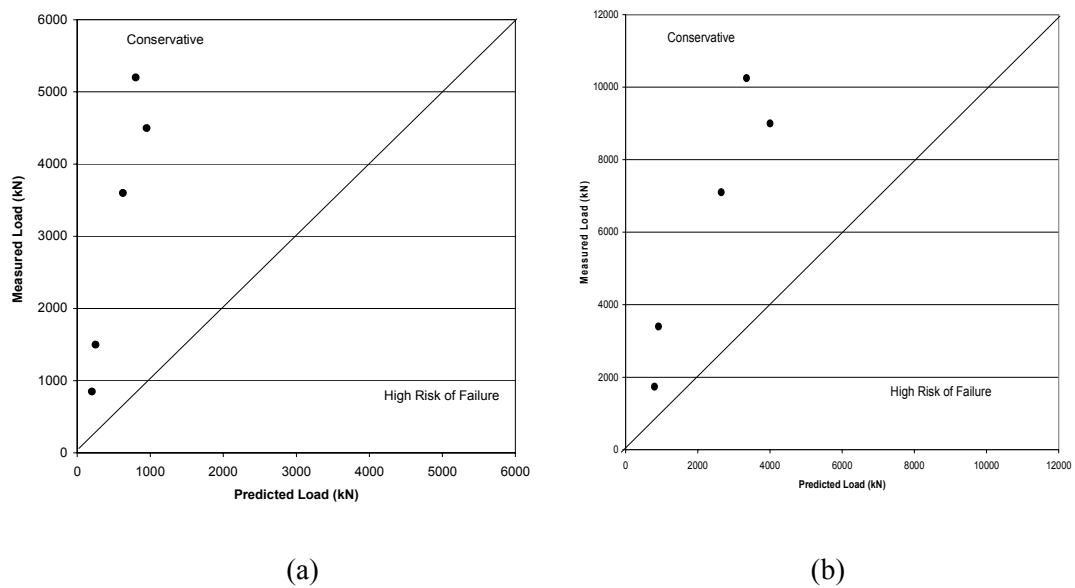 6000
Conservative
5000
4000
3000
2000
1000
High Risk of Failure
0
0 1000 2000 3000 4000 5000 6000
Measured Load (kN)
Predicted Load (kN)
(a)
12000
Conservative
10000
8000
6000
4000
2000
High Risk of Failure
0
0 2000 4000 6000 8000 10000 12000
Measured Load (kN)
Predicted Load (kN)
(b)